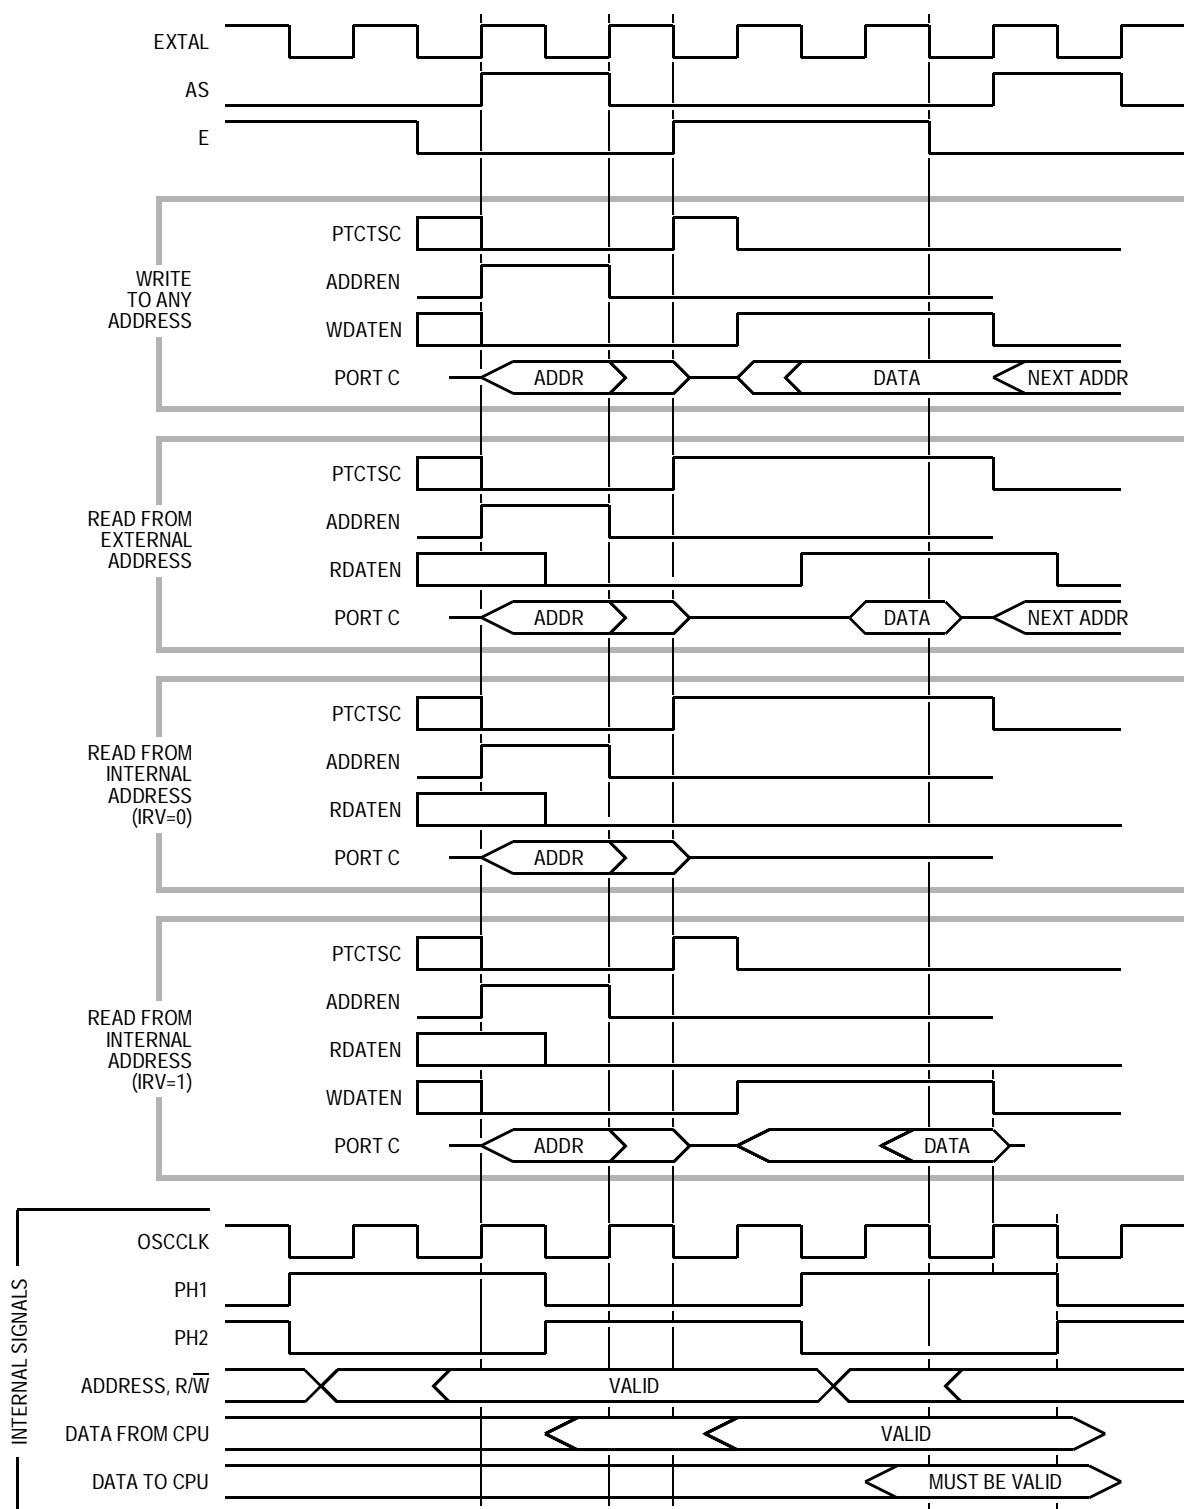 EXTAL
AS
E
WRITE
TO ANY
ADDRESS
PTCTSC
ADDREN
WDATEN
PORT C
ADDR
DATA
NEXT ADDR
READ FROM
EXTERNAL
ADDRESS
PTCTSC
ADDREN
RDATEN
PORT C
ADDR
DATA
NEXT ADDR
READ FROM
INTERNAL
ADDRESS
(IRV=0)
PTCTSC
ADDREN
RDATEN
PORT C
ADDR
READ FROM
INTERNAL
ADDRESS
(IRV=1)
PTCTSC
ADDREN
RDATEN
WDATEN
PORT C
ADDR
DATA
INTERNAL SIGNALS
OSCCLK
PH1
PH2
ADDRESS, R/W̅
VALID
DATA FROM CPU
VALID
DATA TO CPU
MUST BE VALID